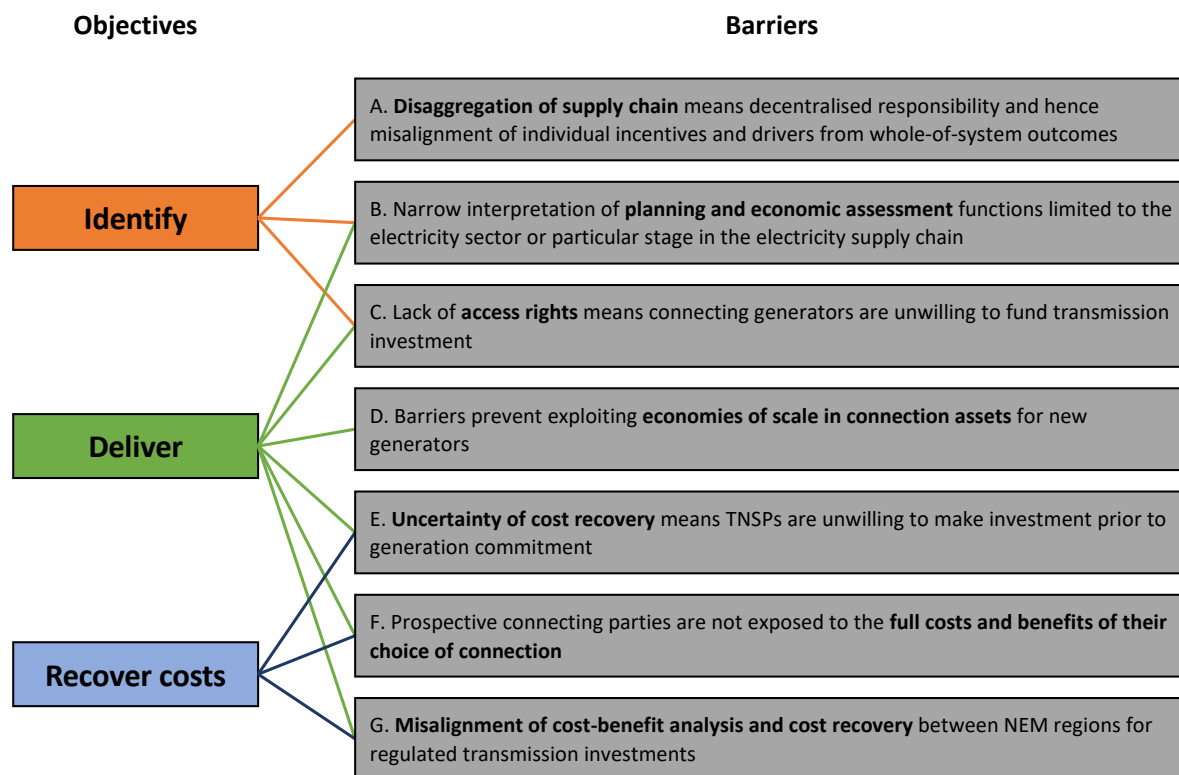 Objectives
Barriers
A. Disaggregation of supply chain means decentralised responsibility and hence
misalignment of individual incentives and drivers from whole-of-system outcomes
Identify
B. Narrow interpretation of planning and economic assessment functions limited to the
electricity sector or particular stage in the electricity supply chain
C. Lack of access rights means connecting generators are unwilling to fund transmission
investment
Deliver
D. Barriers prevent exploiting economies of scale in connection assets for new
generators
E. Uncertainty of cost recovery means TNSPs are unwilling to make investment prior to
generation commitment
Recover costs
F. Prospective connecting parties are not exposed to the full costs and benefits of their
choice of connection
G. Misalignment of cost-benefit analysis and cost recovery between NEM regions for
regulated transmission investments